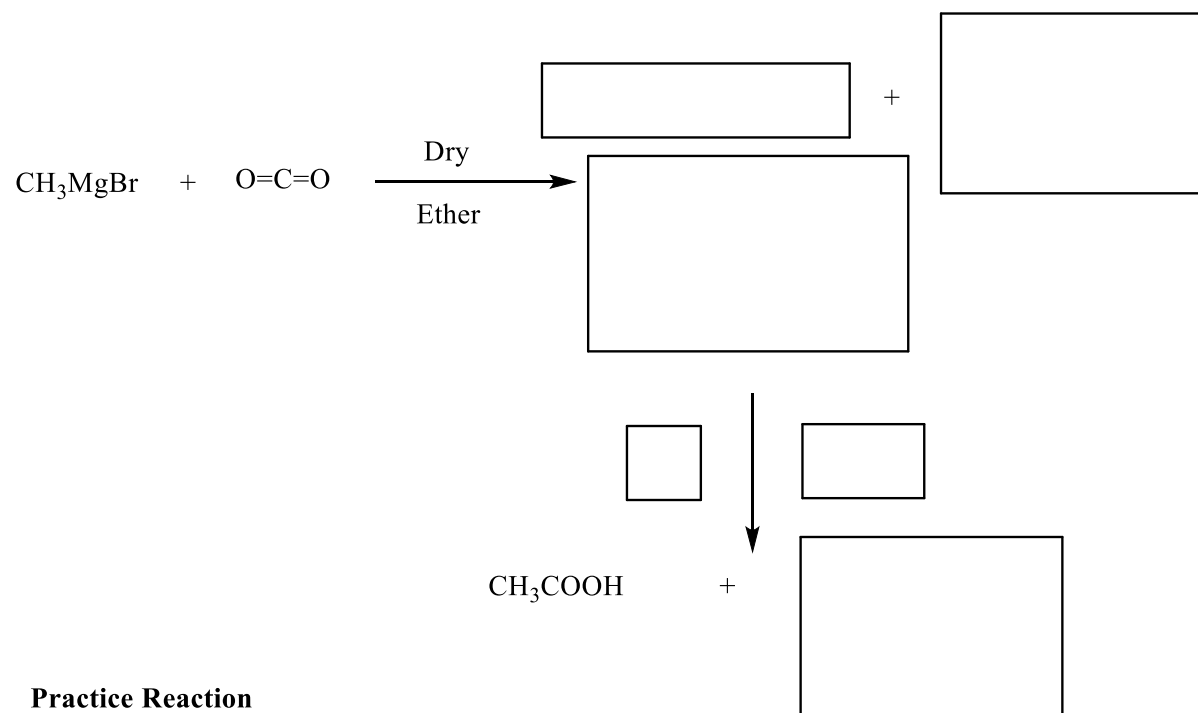 +
Dry
CH₃MgBr + O=C=O
Ether
CH₃COOH +
Practice Reaction